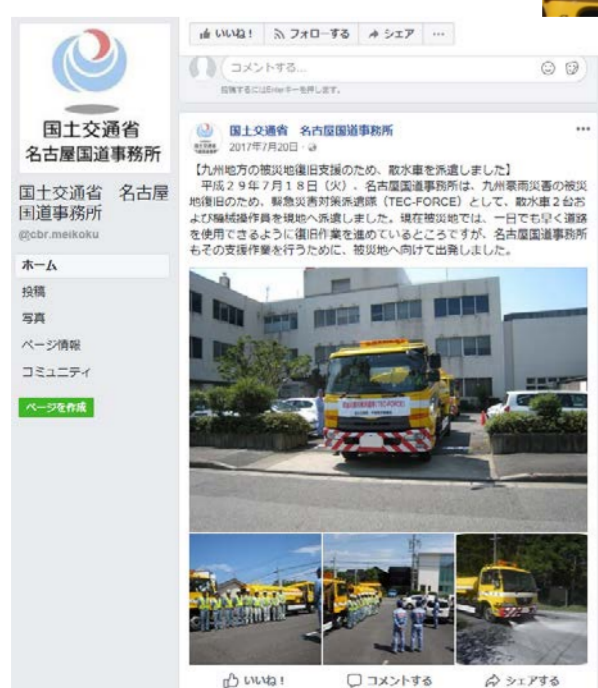 国土交通省
名古屋国道事務所
国土交通省 名古屋
国道事務所
@cbr.meikoku
ホーム
投稿
写真
ページ情報
コミュニティ
ページを作成
いいね!
フォローする
シェア
コメントする...
投稿するにはEnterキーを押します。
国土交通省 名古屋国道事務所
2017年7月20日
【九州地方の被災地復旧支援のため、散水車を派遣しました】
平成29年7月18日(火)、名古屋国道事務所は、九州豪雨災害の被災
地復旧のため、緊急災害対策派遣隊(TEC-FORCE)として、散水車2台お
よび機械操作員を現地へ派遣しました。現在被災地では、一日でも早く道路
を使用できるように復旧作業を進めているところですが、名古屋国道事務所
もその支援作業を行うために、被災地へ向けて出発しました。
いいね!
コメントする
シェアする